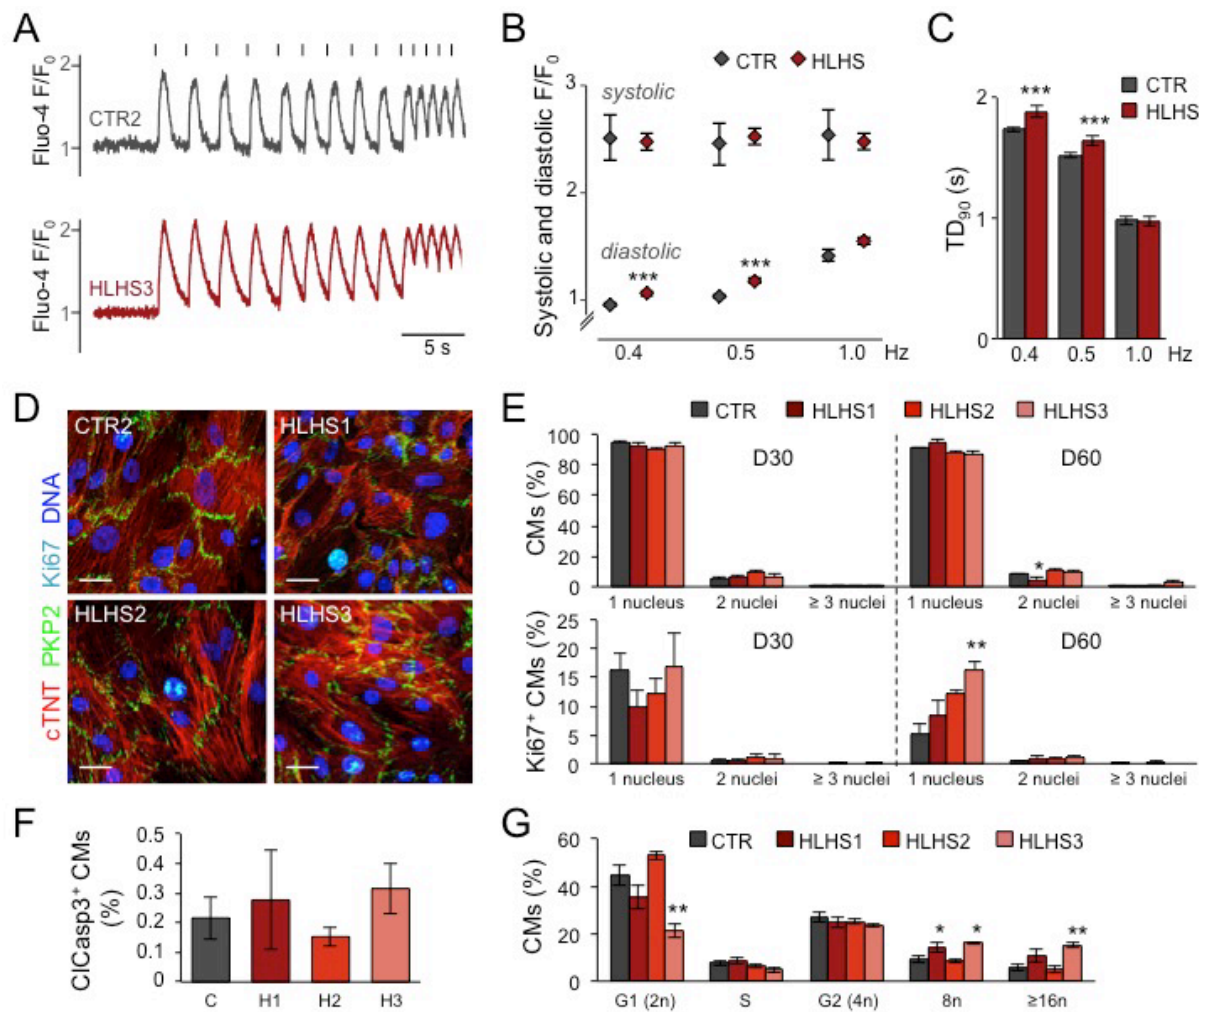 A
Fluo-4 F/F0
2
1
CTR2
Fluo-4 F/F0
2
1
HLHS3
5 s
B
CTR HLHS
Systolic and diastolic F/F0
3
2
1
systolic
diastolic
***
***
0.4 0.5 1.0 Hz
C
CTR
HLHS
TD90 (s)
2
1
0
***
***
0.4 0.5 1.0 Hz
D
cTNT PKP2 Ki67 DNA
CTR2
HLHS1
HLHS2
HLHS3
E
CTR HLHS1 HLHS2 HLHS3
CMs (%)
100
80
60
40
20
0
D30
D60
*
1 nucleus 2 nuclei ≥ 3 nuclei 1 nucleus 2 nuclei ≥ 3 nuclei
Ki67+ CMs (%)
25
20
15
10
5
0
D30
D60
**
1 nucleus 2 nuclei ≥ 3 nuclei 1 nucleus 2 nuclei ≥ 3 nuclei
F
ClCasp3+ CMs
(%)
0.5
0.4
0.3
0.2
0.1
0
C H1 H2 H3
G
CTR HLHS1 HLHS2 HLHS3
CMs (%)
60
40
20
0
**
*
*
**
G1 (2n) S G2 (4n) 8n ≥16n